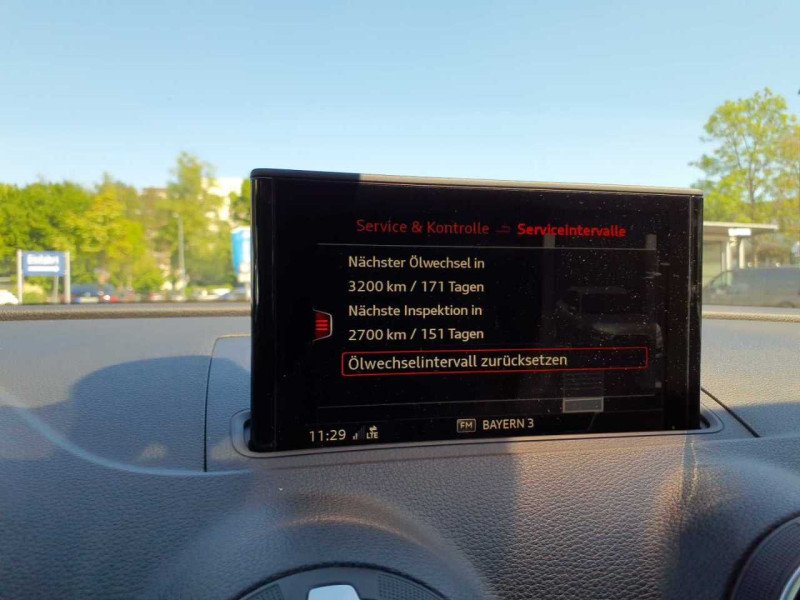 Service & Kontrolle Serviceintervalle
Nächster Ölwechsel in
3200 km / 171 Tagen
Nächste Inspektion in
2700 km / 151 Tagen
Ölwechselintervall zurücksetzen
11:29 LTE FM BAYERN 3